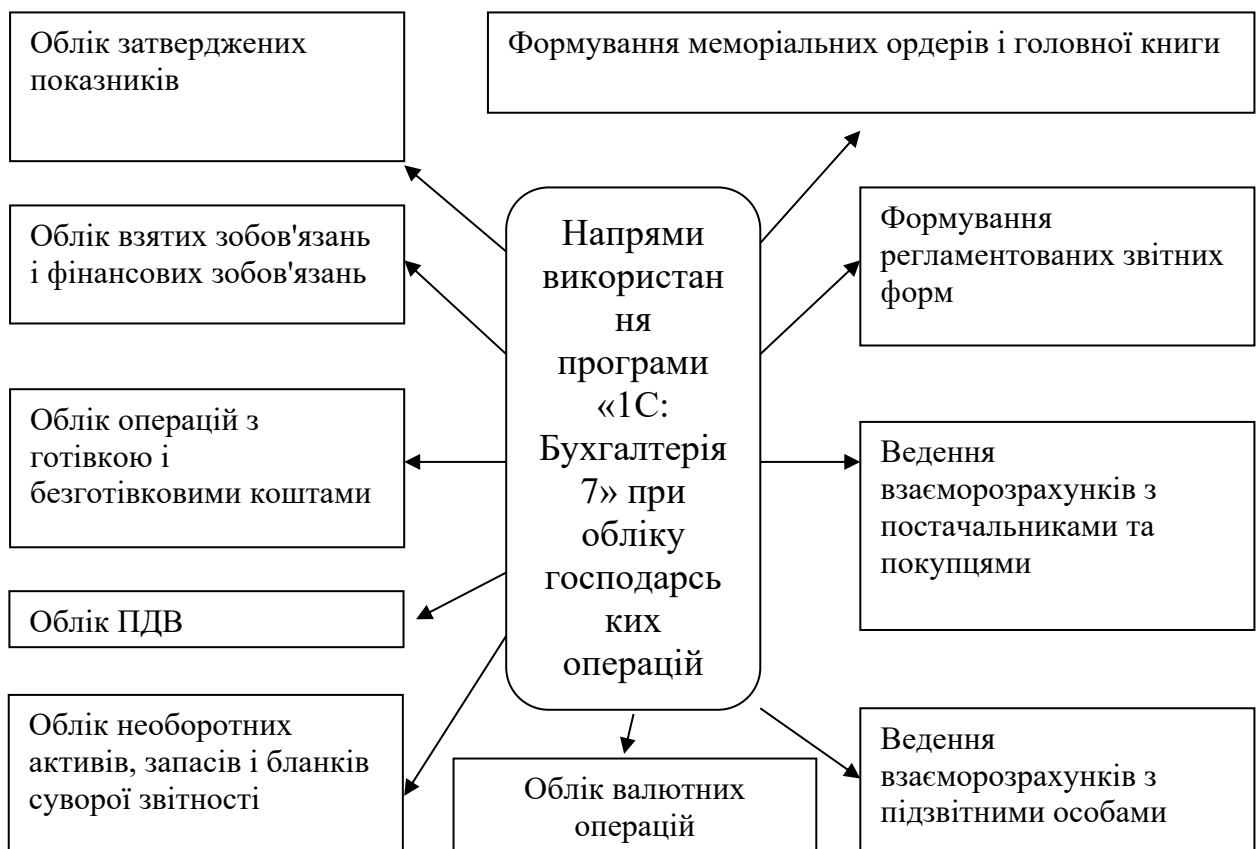 Облік затверджених
показників
Формування меморіальних ордерів і головної книги
Облік взятих зобов'язань
і фінансових зобов'язань
Напрями
використан
ня
програми
«1С:
Бухгалтерія
7» при
обліку
господарсь
ких
операцій
Формування
регламентованих звітних
форм
Облік операцій з
готівкою і
безготівковими коштами
Ведення
взаєморозрахунків з
постачальниками та
покупцями
Облік ПДВ
Облік необоротних
активів, запасів і бланків
суворої звітності
Облік валютних
операцій
Ведення
взаєморозрахунків з
підзвітними особами